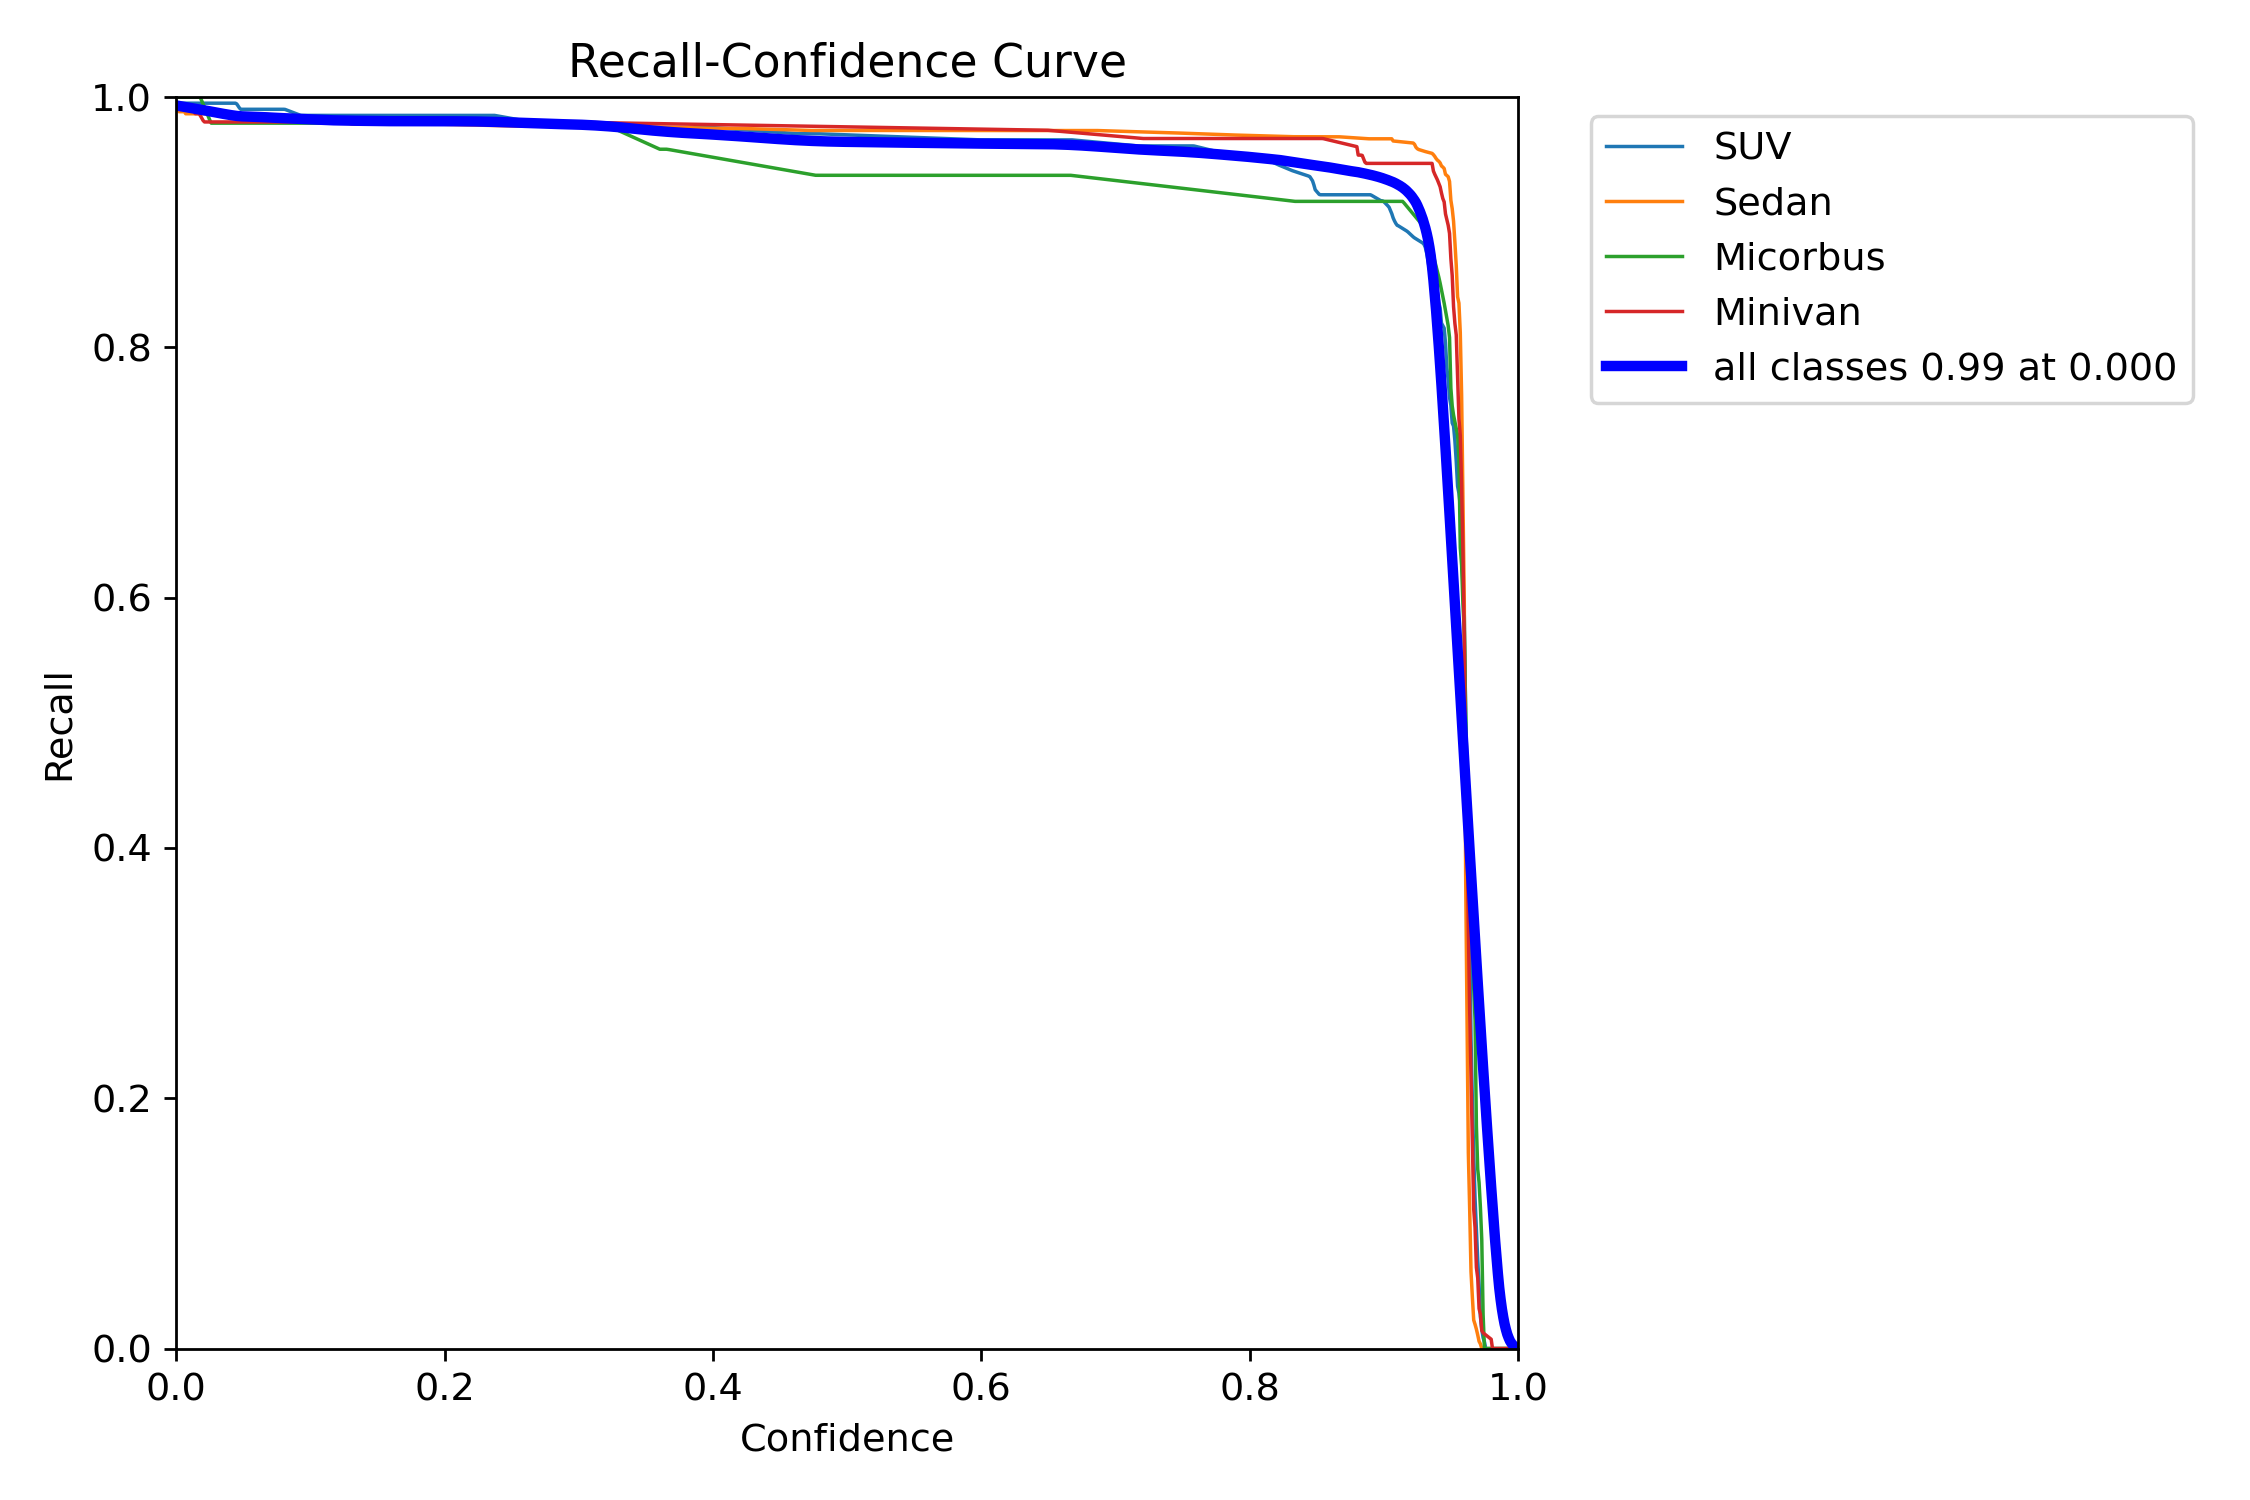 Recall-Confidence Curve
1.0
0.8
0.6
0.4
0.2
0.0
Recall
0.0 0.2 0.4 0.6 0.8 1.0
Confidence
SUV
Sedan
Micorbus
Minivan
all classes 0.99 at 0.000